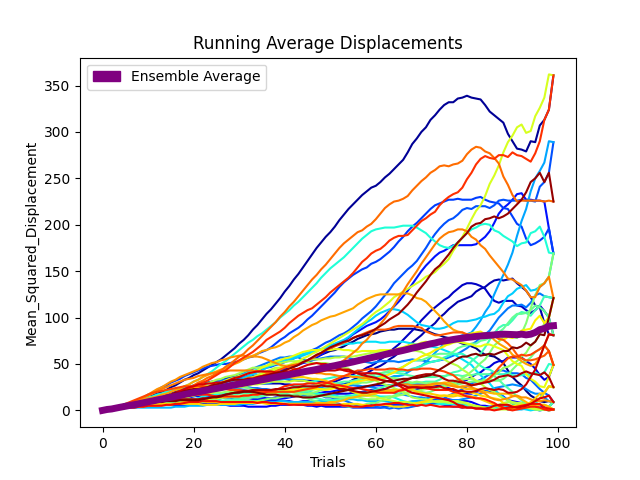 Running Average Displacements
Ensemble Average
Mean_Squared_Displacement
350
300
250
200
150
100
50
0
0 20 40 60 80 100
Trials